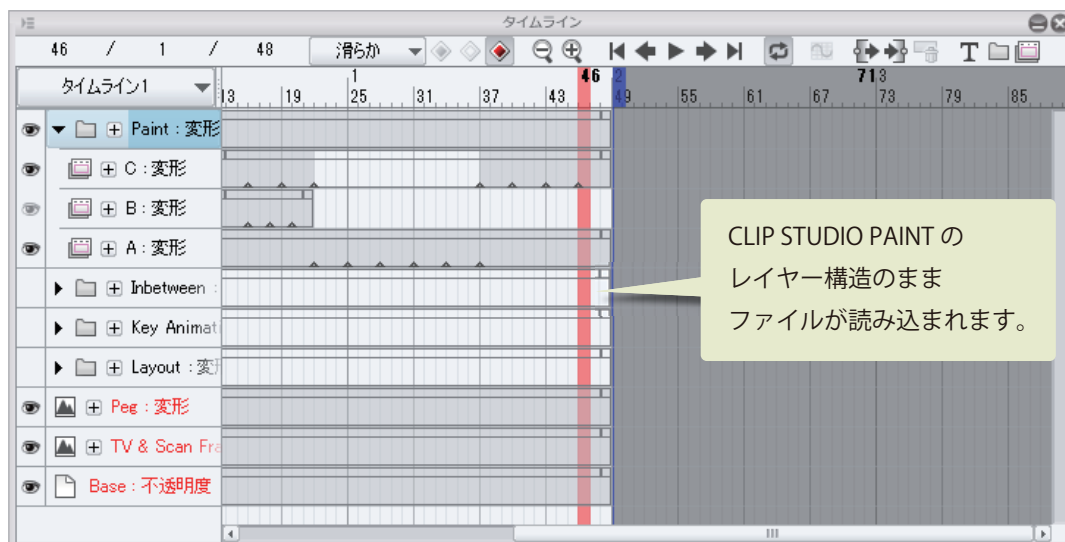 タイムライン
46 / 1 / 48 滑らか T
タイムライン1
1 46 2 713
13 19 25 31 37 43 49 55 61 67 73 79 85
Paint : 変形
C : 変形
B : 変形
A : 変形
Inbetween :
Key Animati
Layout : 変形
Peg : 変形
TV & Scan Fra
Base : 不透明度
CLIP STUDIO PAINT の
レイヤー構造のまま
ファイルが読み込まれます。